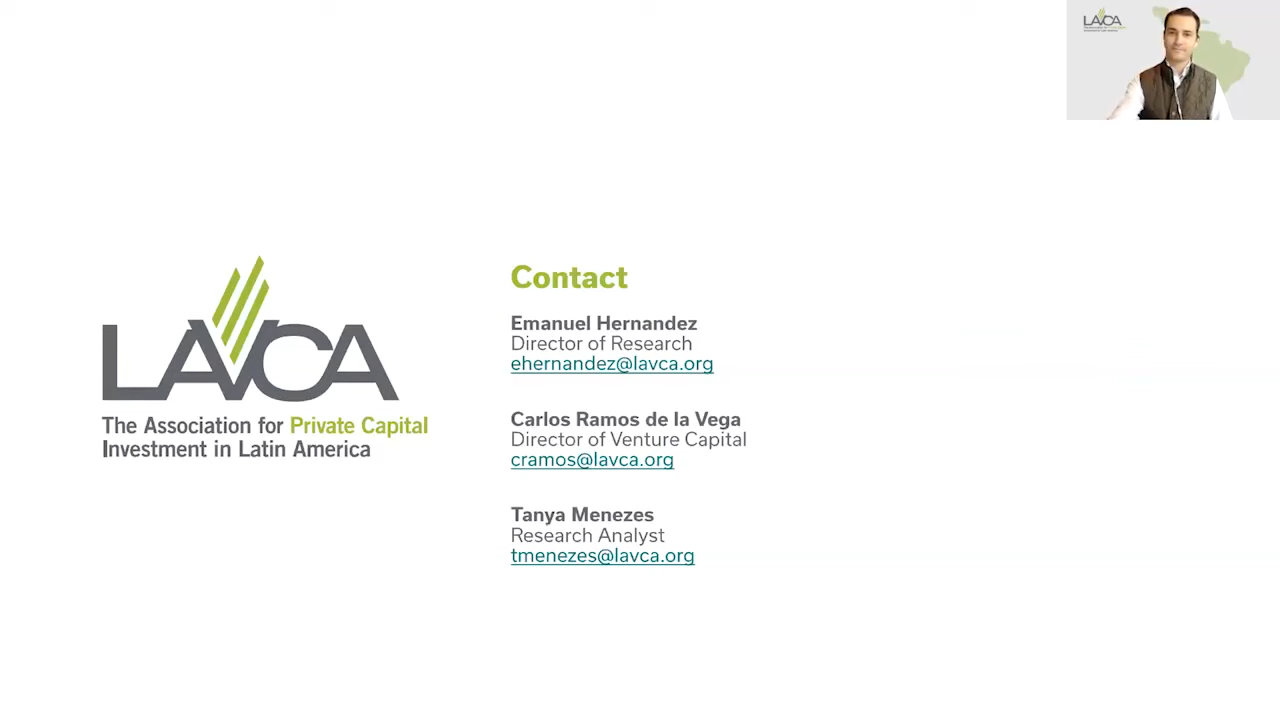 LAVCA
LAVCA
The Association for Private Capital
Investment in Latin America
Contact
Emanuel Hernandez
Director of Research
ehernandez@lavca.org
Carlos Ramos de la Vega
Director of Venture Capital
cramos@lavca.org
Tanya Menezes
Research Analyst
tmenezes@lavca.org